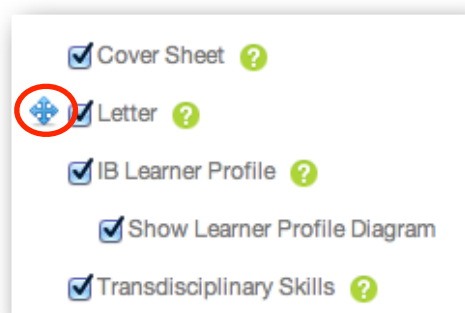 Cover Sheet ?
Letter ?
IB Learner Profile ?
Show Learner Profile Diagram
Transdisciplinary Skills ?